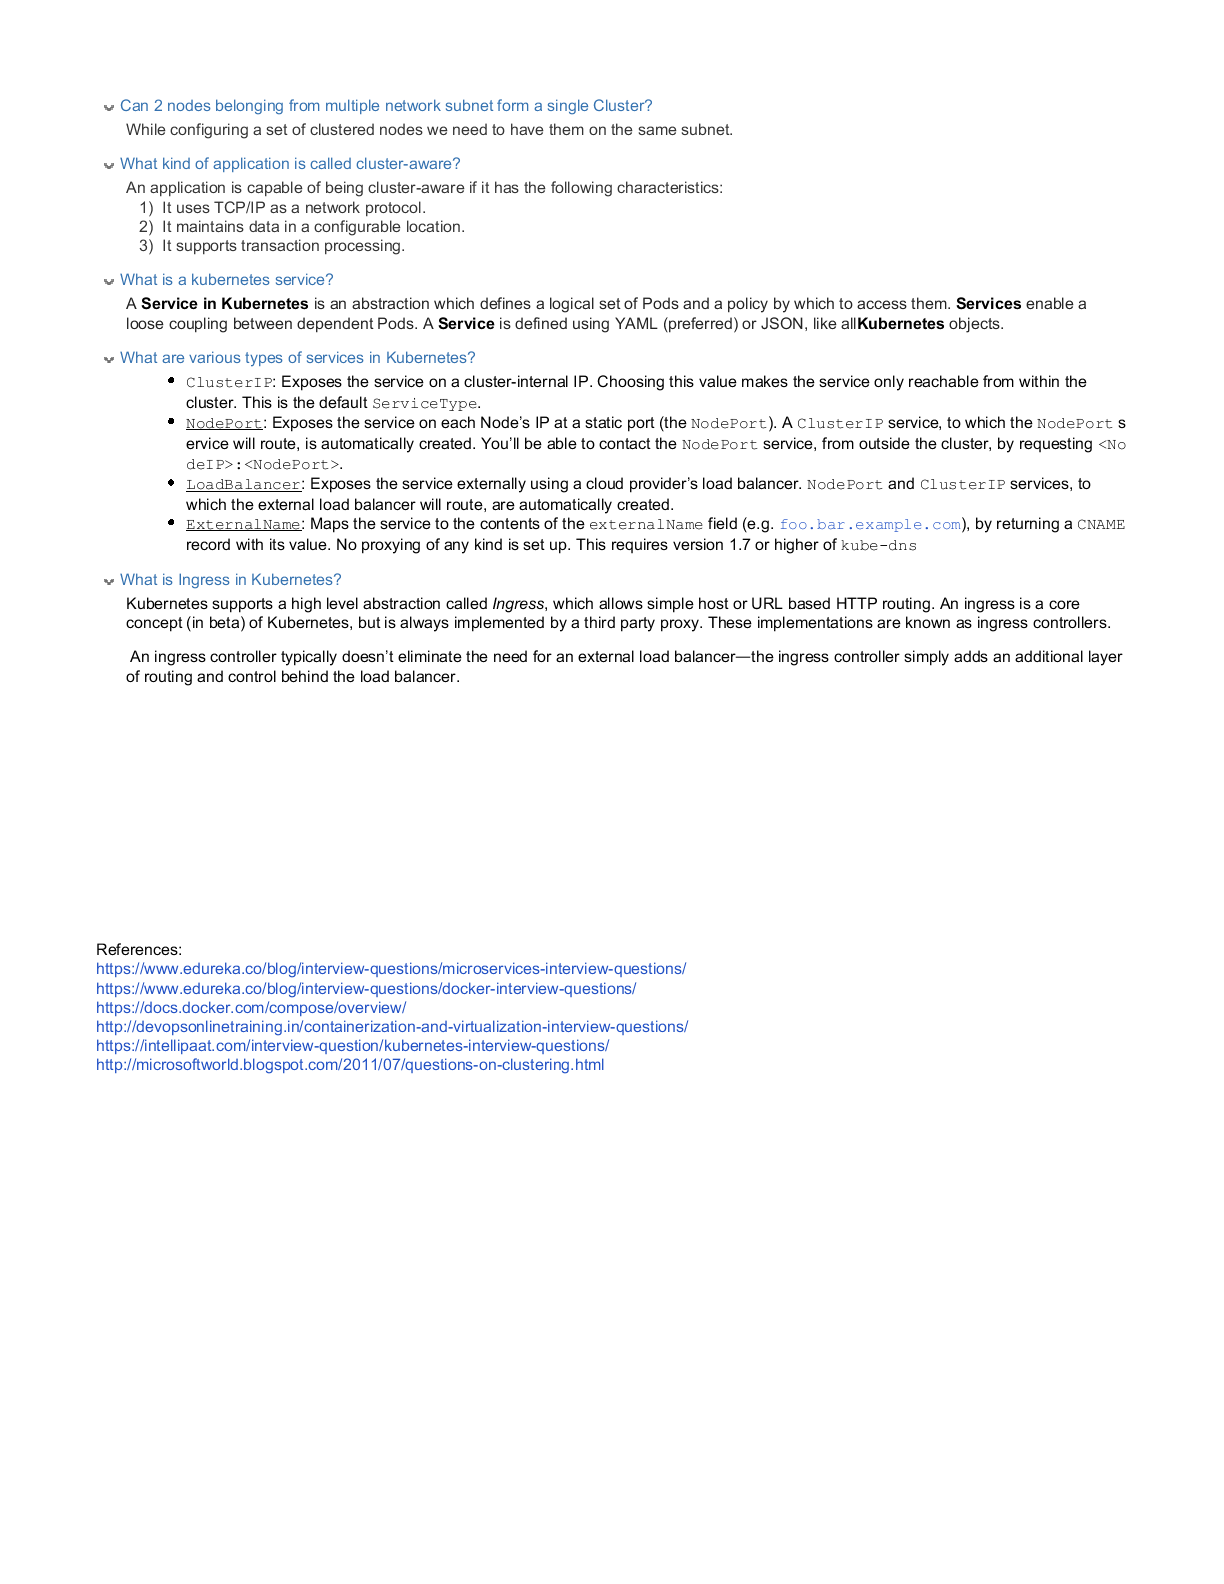 Can 2 nodes belonging from multiple network subnet form a single Cluster?
While configuring a set of clustered nodes we need to have them on the same subnet.
What kind of application is called cluster-aware?
An application is capable of being cluster-aware if it has the following characteristics:
1) It uses TCP/IP as a network protocol.
2) It maintains data in a configurable location.
3) It supports transaction processing.
What is a kubernetes service?
A Service in Kubernetes is an abstraction which defines a logical set of Pods and a policy by which to access them. Services enable a
loose coupling between dependent Pods. A Service is defined using YAML (preferred) or JSON, like allKubernetes objects.
What are various types of services in Kubernetes?
• ClusterIP: Exposes the service on a cluster-internal IP. Choosing this value makes the service only reachable from within the
cluster. This is the default ServiceType.
• NodePort: Exposes the service on each Node’s IP at a static port (the NodePort). A ClusterIP service, to which the NodePort s
ervice will route, is automatically created. You’ll be able to contact the NodePort service, from outside the cluster, by requesting <No
deIP>:<NodePort>.
• LoadBalancer: Exposes the service externally using a cloud provider’s load balancer. NodePort and ClusterIP services, to
which the external load balancer will route, are automatically created.
• ExternalName: Maps the service to the contents of the externalName field (e.g. foo.bar.example.com), by returning a CNAME
record with its value. No proxying of any kind is set up. This requires version 1.7 or higher of kube-dns
What is Ingress in Kubernetes?
Kubernetes supports a high level abstraction called Ingress, which allows simple host or URL based HTTP routing. An ingress is a core
concept (in beta) of Kubernetes, but is always implemented by a third party proxy. These implementations are known as ingress controllers.
An ingress controller typically doesn’t eliminate the need for an external load balancer—the ingress controller simply adds an additional layer
of routing and control behind the load balancer.
References:
https://www.edureka.co/blog/interview-questions/microservices-interview-questions/
https://www.edureka.co/blog/interview-questions/docker-interview-questions/
https://docs.docker.com/compose/overview/
http://devopsonlinetraining.in/containerization-and-virtualization-interview-questions/
https://intellipaat.com/interview-question/kubernetes-interview-questions/
http://microsoftworld.blogspot.com/2011/07/questions-on-clustering.html